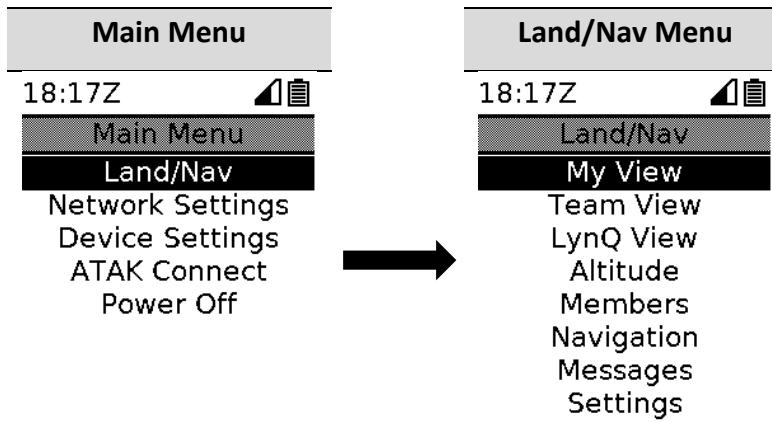 Main Menu
18:17Z
Main Menu
Land/Nav
Network Settings
Device Settings
ATAK Connect
Power Off
Land/Nav Menu
18:17Z
Land/Nav
My View
Team View
LynQ View
Altitude
Members
Navigation
Messages
Settings